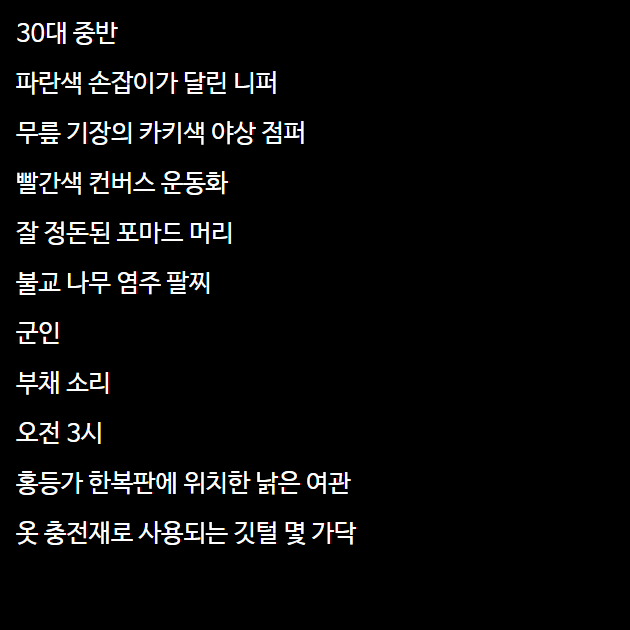 30대 중반
파란색 손잡이가 달린 니퍼
무릎 기장의 카키색 야상 점퍼
빨간색 컨버스 운동화
잘 정돈된 포마드 머리
불교 나무 염주 팔찌
군인
부채 소리
오전 3시
홍등가 한복판에 위치한 낡은 여관
옷 충전재로 사용되는 깃털 몇 가닥